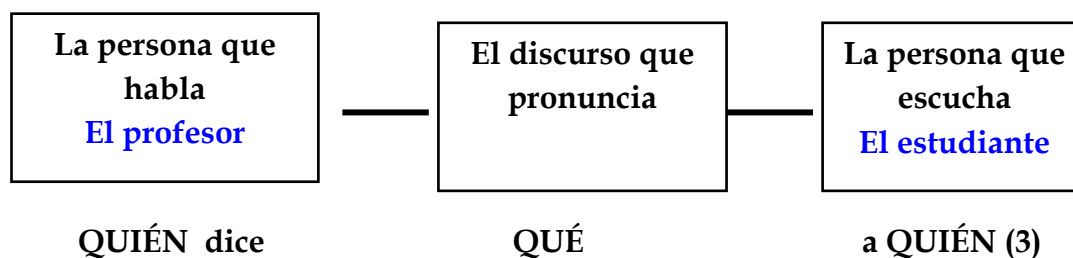 La persona que
habla
El profesor
El discurso que
pronuncia
La persona que
escucha
El estudiante
QUIÉN dice
QUÉ
a QUIÉN (3)